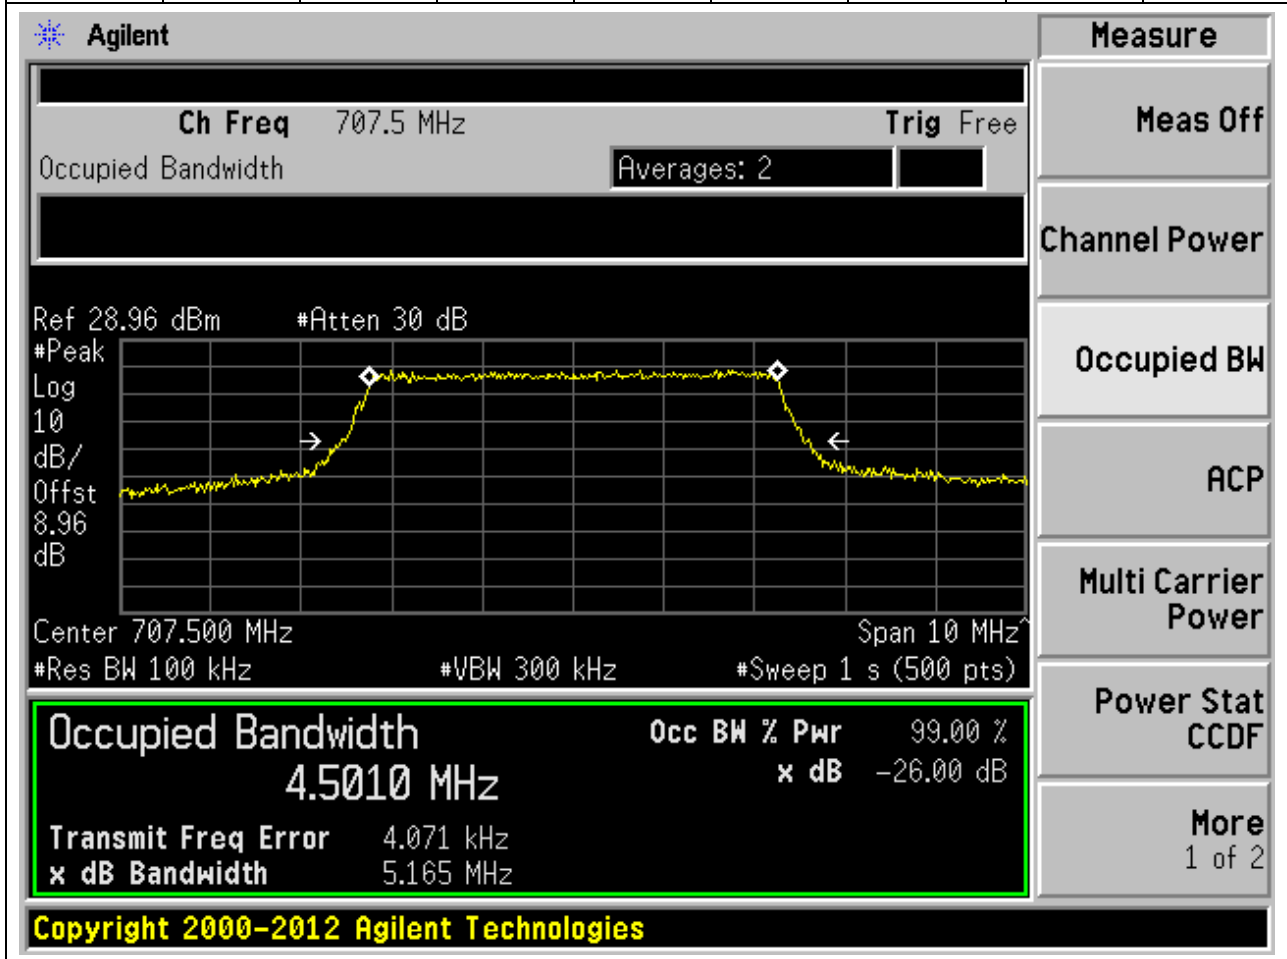 Agilent
Measure
Ch Freq 707.5 MHz Trig Free
Occupied Bandwidth Averages: 2
Meas Off
Channel Power
Ref 28.96 dBm #Atten 30 dB
#Peak
Log
10
dB/
Offst
8.96
dB
Occupied BW
ACP
Center 707.500 MHz Span 10 MHz^
#Res BW 100 kHz #VBW 300 kHz #Sweep 1 s (500 pts)
Multi Carrier
Power
Occupied Bandwidth Occ BW % Pwr 99.00 %
4.5010 MHz x dB -26.00 dB
Transmit Freq Error 4.071 kHz
x dB Bandwidth 5.165 MHz
Power Stat
CCDF
More
1 of 2
Copyright 2000-2012 Agilent Technologies